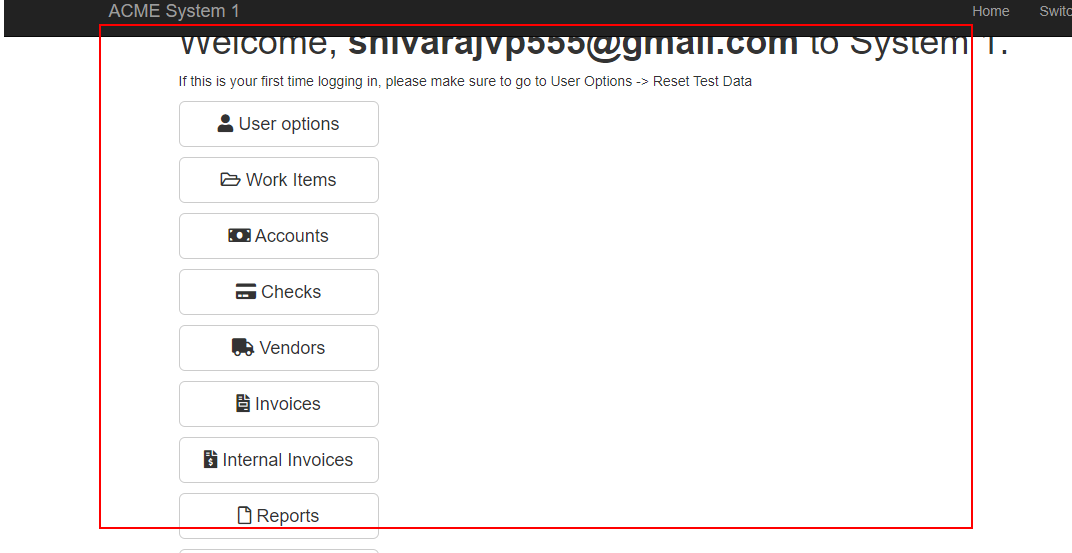 ACME System 1
Home
Switc
Welcome, shivarajvp555@gmail.com to System 1.
If this is your first time logging in, please make sure to go to User Options -> Reset Test Data
User options
Work Items
Accounts
Checks
Vendors
Invoices
Internal Invoices
Reports